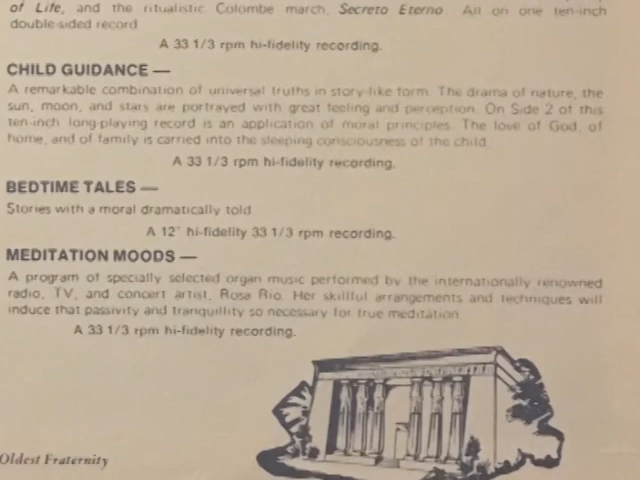 of Life, and the ritualistic Colombe march, Secreto Eterno. All on one ten-inch
double-sided record
A 33 1/3 rpm hi-fidelity recording.
CHILD GUIDANCE —
A remarkable combination of universal truths in story-like form. The drama of nature, the
sun, moon, and stars are portrayed with great feeling and perception. On Side 2 of this
ten-inch long-playing record is an application of moral principles. The love of God, of
home, and of family is carried into the sleeping consciousness of the child.
A 33 1/3 rpm hi-fidelity recording.
BEDTIME TALES —
Stories with a moral dramatically told
A 12" hi-fidelity 33 1/3 rpm recording.
MEDITATION MOODS —
A program of specially selected organ music performed by the internationally renowned
radio, TV, and concert artist, Rosa Rio. Her skillful arrangements and techniques will
induce that passivity and tranquillity so necessary for true meditation
A 33 1/3 rpm hi-fidelity recording.
Oldest Fraternity